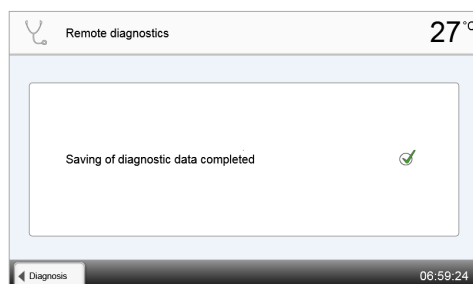 Remote diagnostics
27°C
Saving of diagnostic data completed
Diagnosis
06:59:24